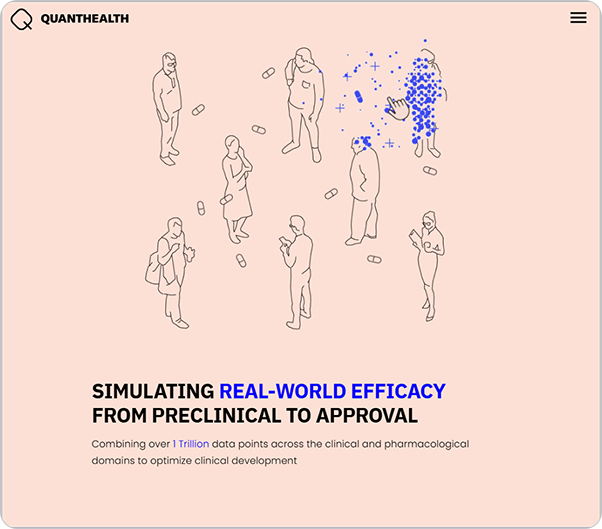 QUANTHEALTH
SIMULATING REAL-WORLD EFFICACY
FROM PRECLINICAL TO APPROVAL
Combining over 1 Trillion data points across the clinical and pharmacological
domains to optimize clinical development